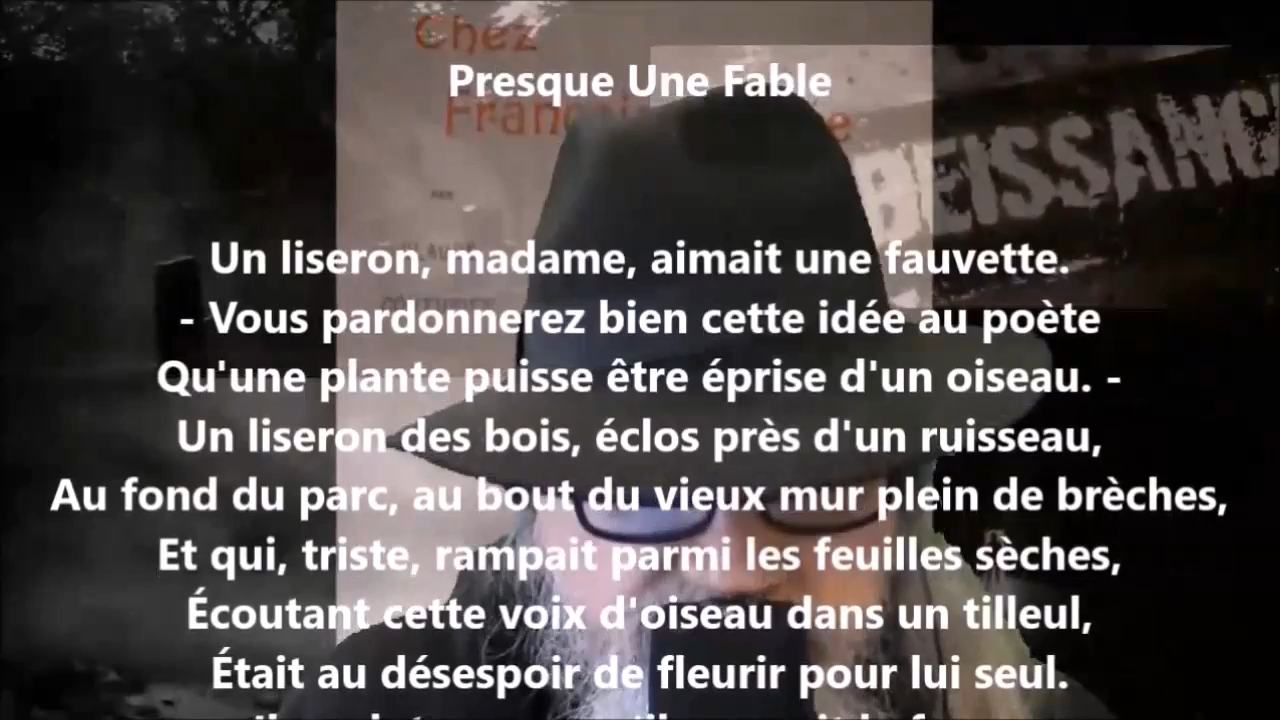 Chez
Presque Une Fable
Un liseron, madame, aimait une fauvette.
- Vous pardonnerez bien cette idée au poète
Qu'une plante puisse être éprise d'un oiseau. -
Un liseron des bois, éclos près d'un ruisseau,
Au fond du parc, au bout du vieux mur plein de brèches,
Et qui, triste, rampait parmi les feuilles sèches,
Écoutant cette voix d'oiseau dans un tilleul,
Était au désespoir de fleurir pour lui seul.